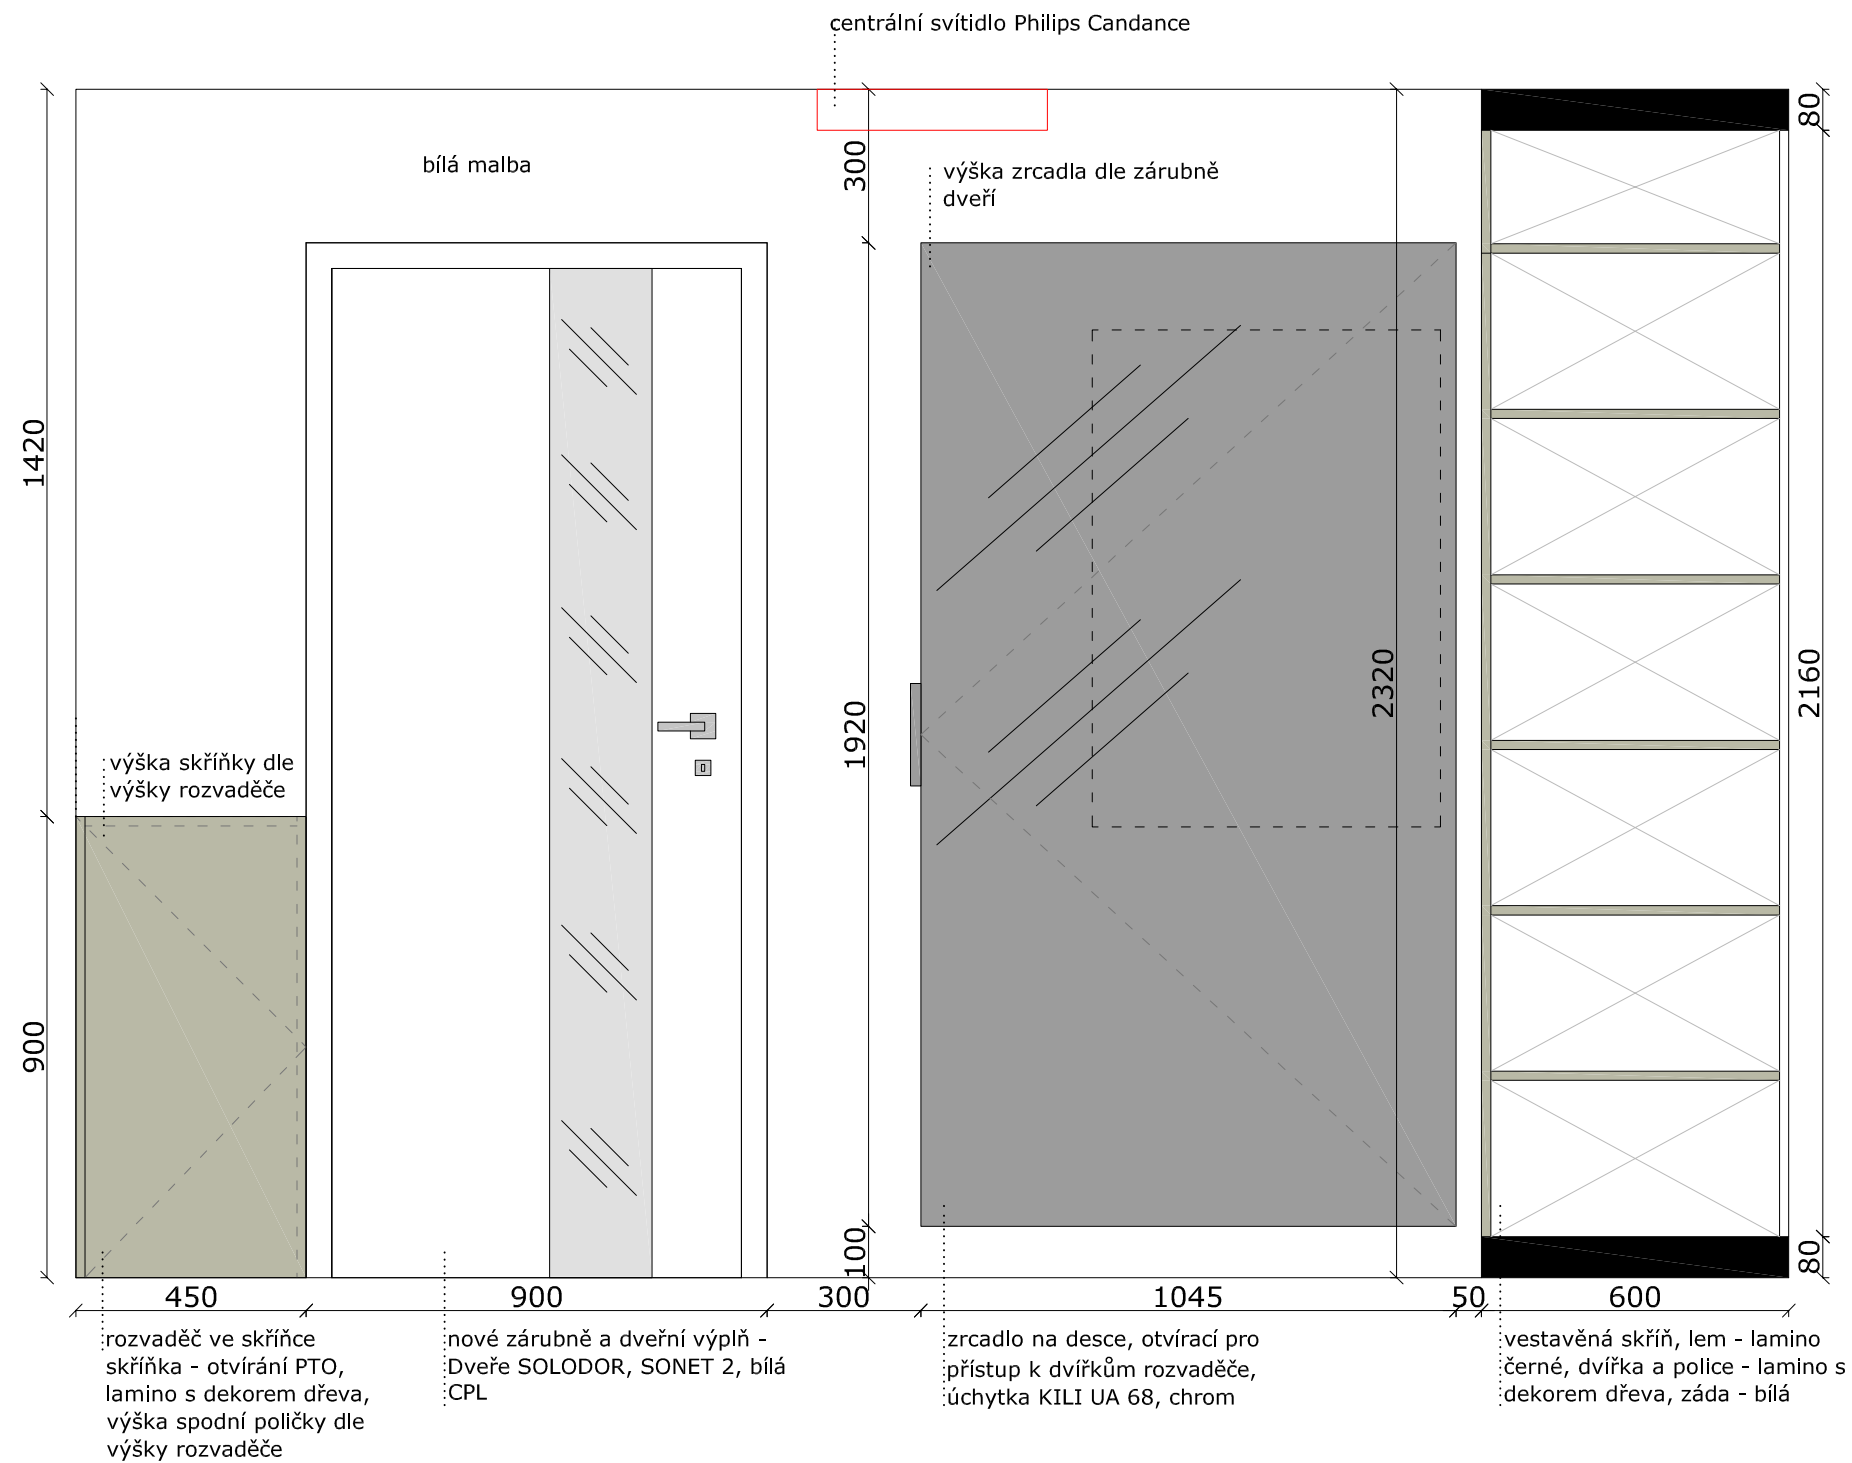 centrální svítidlo Philips Candance
80
300
bílá malba
výška zrcadla dle zárubně
dveří
1420
2320
2160
1920
výška skříňky dle
výšky rozvaděče
900
100
80
450
900
300
1045
50
600
rozvaděč ve skříňce
skříňka - otvírání PTO,
lamino s dekorem dřeva,
výška spodní poličky dle
výšky rozvaděče
nové zárubně a dveřní výplň -
Dveře SOLODOR, SONET 2, bílá
CPL
zrcadlo na desce, otvírací pro
přístup k dvířkům rozvaděče,
úchytka KILI UA 68, chrom
vestavěná skříň, lem - lamino
černé, dvířka a police - lamino s
dekorem dřeva, záda - bílá